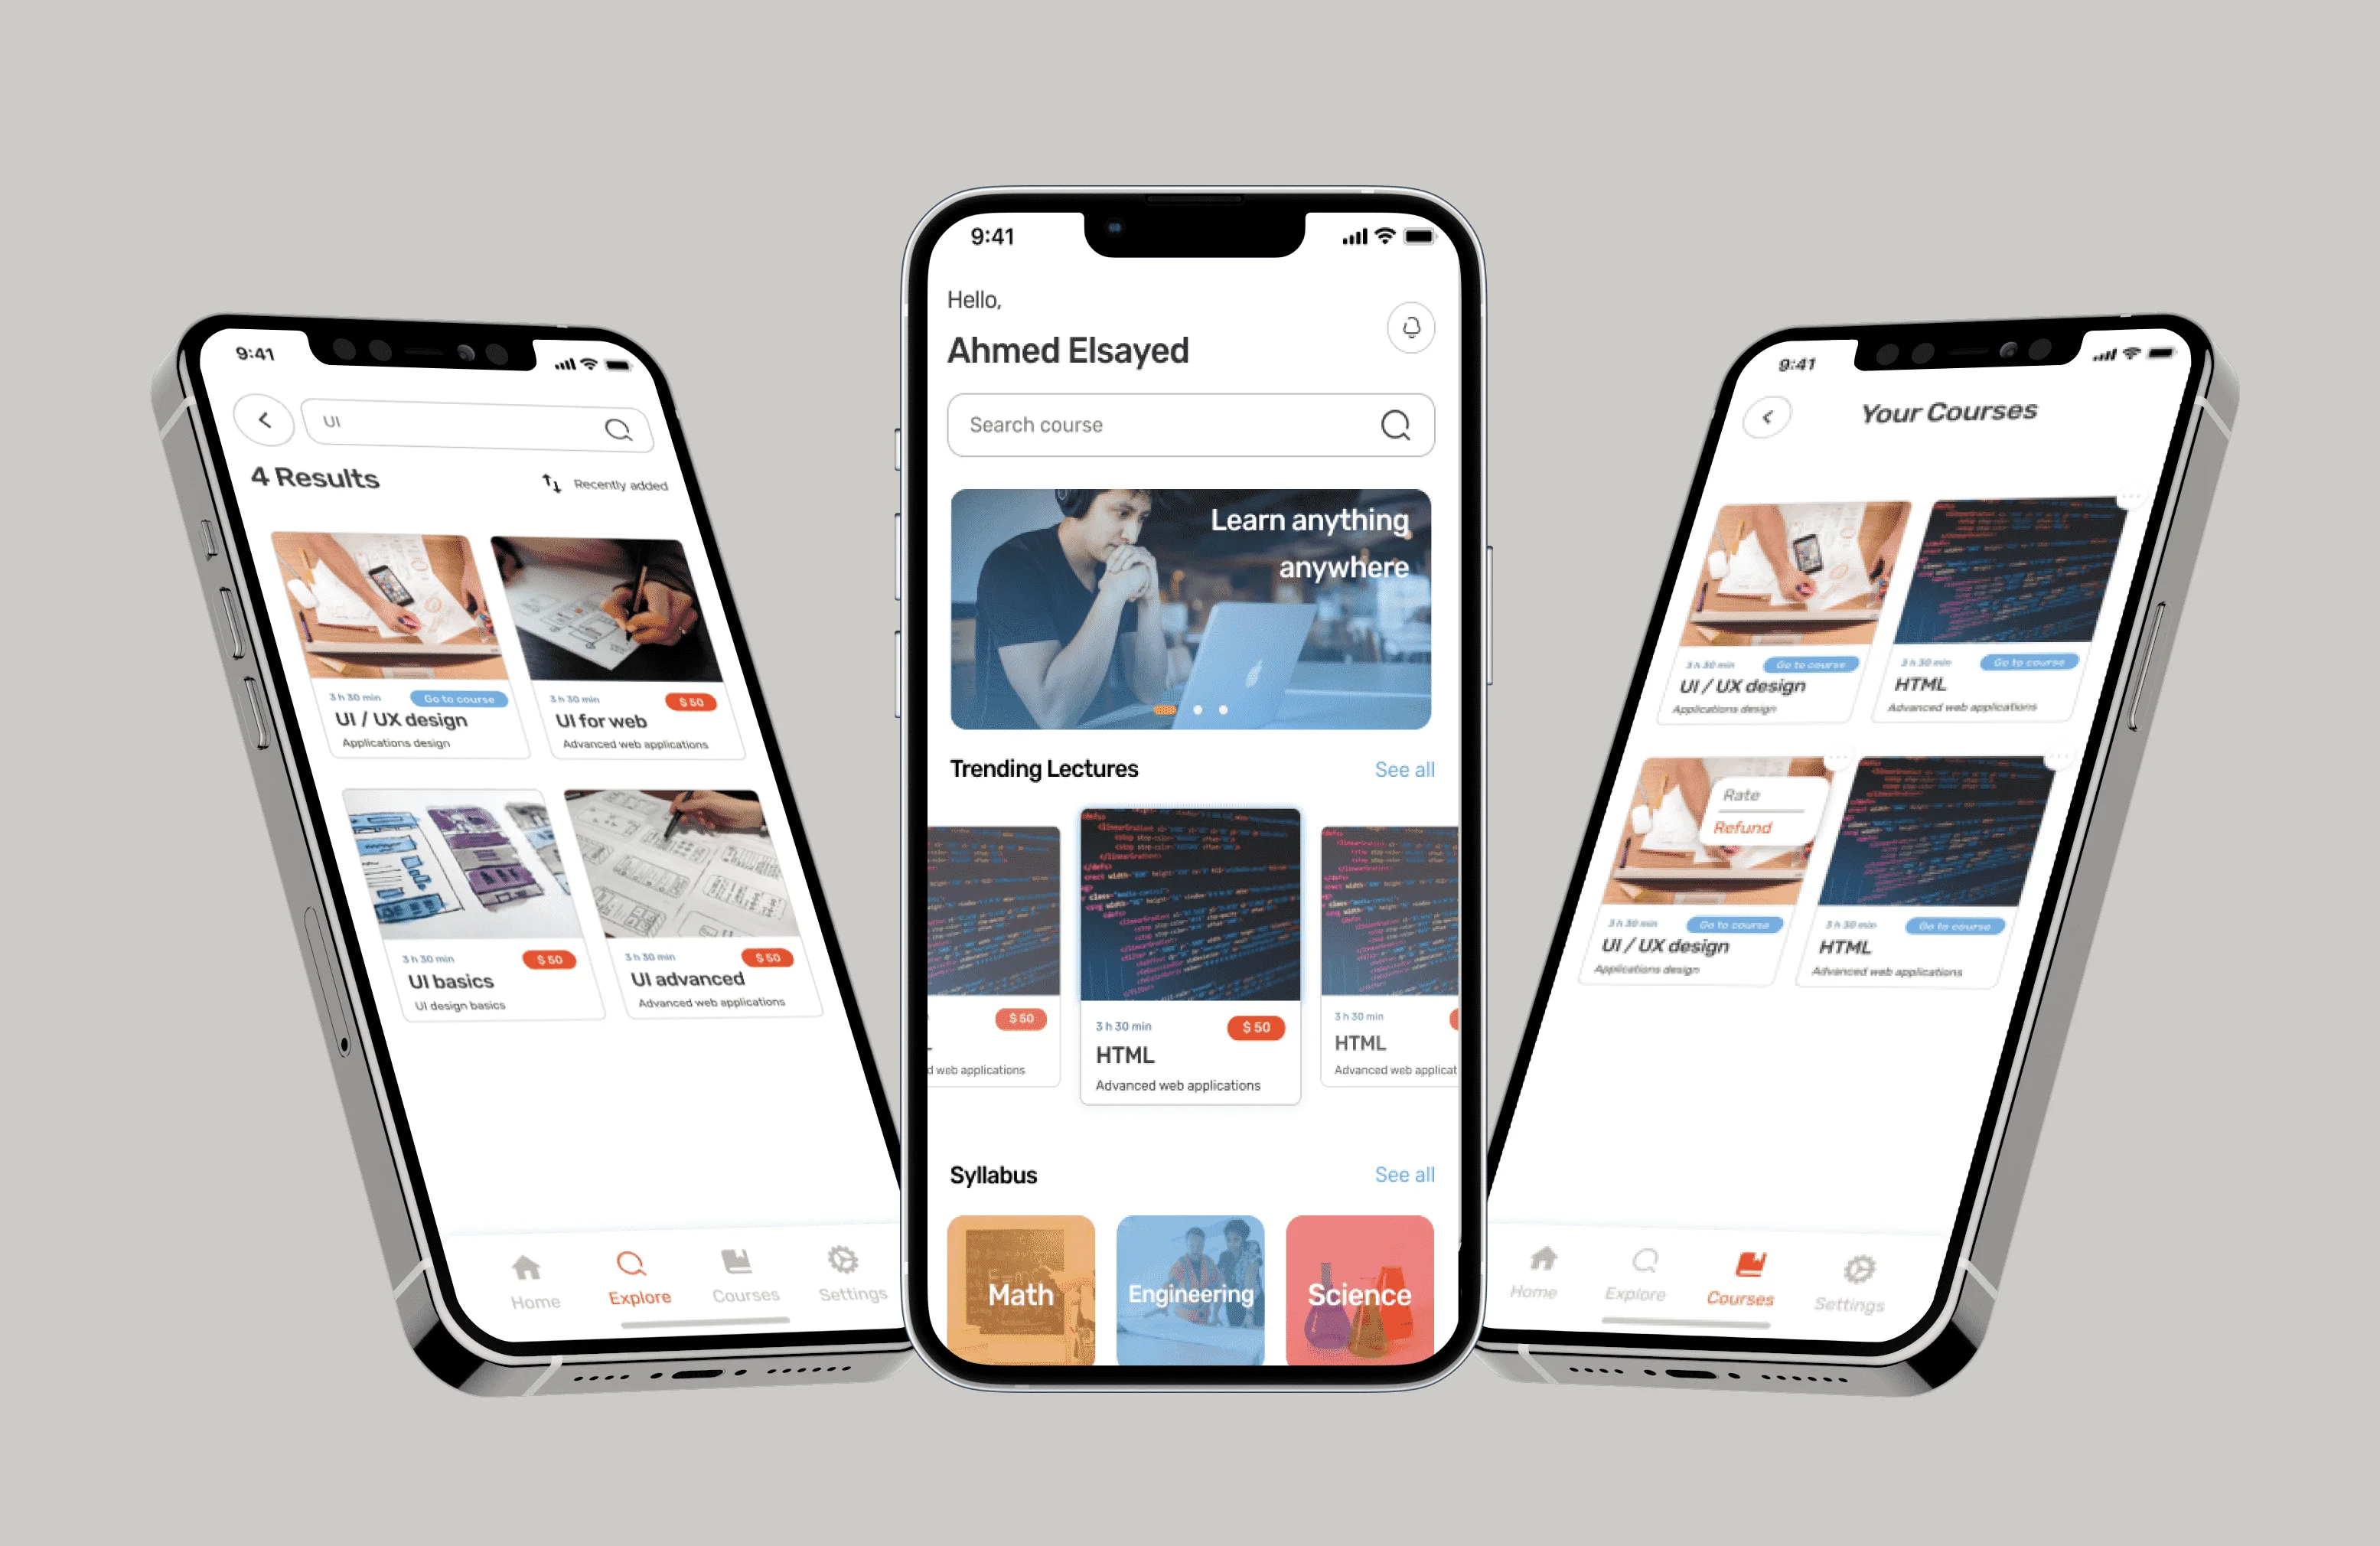 9:41
UI
4 Results
Recently added
3 h 30 min
Go to course
UI / UX design
Applications design
3 h 30 min
$ 50
UI for web
Advanced web applications
3 h 30 min
$ 50
UI basics
UI design basics
3 h 30 min
$ 50
UI advanced
Advanced web applications
Home
Explore
Courses
Settings
9:41
Hello,
Ahmed Elsayed
Search course
Learn anything
anywhere
Trending Lectures
See all
$ 50
d web applications
3 h 30 min
$ 50
HTML
Advanced web applications
3 h 30 min
HTML
Advanced web applicat
Syllabus
See all
Math
Engineering
Science
9:41
Your Courses
3 h 30 min
Go to course
UI / UX design
Applications design
3 h 30 min
Go to course
HTML
Advanced web applications
Rate
Refund
3 h 30 min
Go to course
UI / UX design
Applications design
3 h 30 min
Go to course
HTML
Advanced web applications
Home
Explore
Courses
Settings